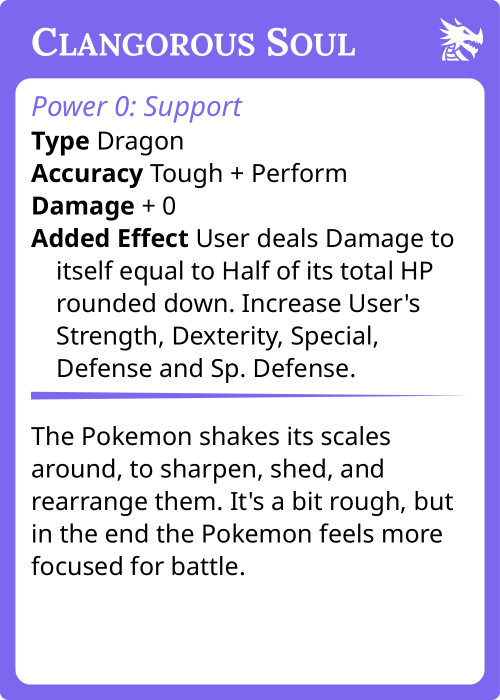 Clangorous Soul
Power 0: Support
Type Dragon
Accuracy Tough + Perform
Damage + 0
Added Effect User deals Damage to
itself equal to Half of its total HP
rounded down. Increase User's
Strength, Dexterity, Special,
Defense and Sp. Defense.
The Pokemon shakes its scales
around, to sharpen, shed, and
rearrange them. It's a bit rough, but
in the end the Pokemon feels more
focused for battle.